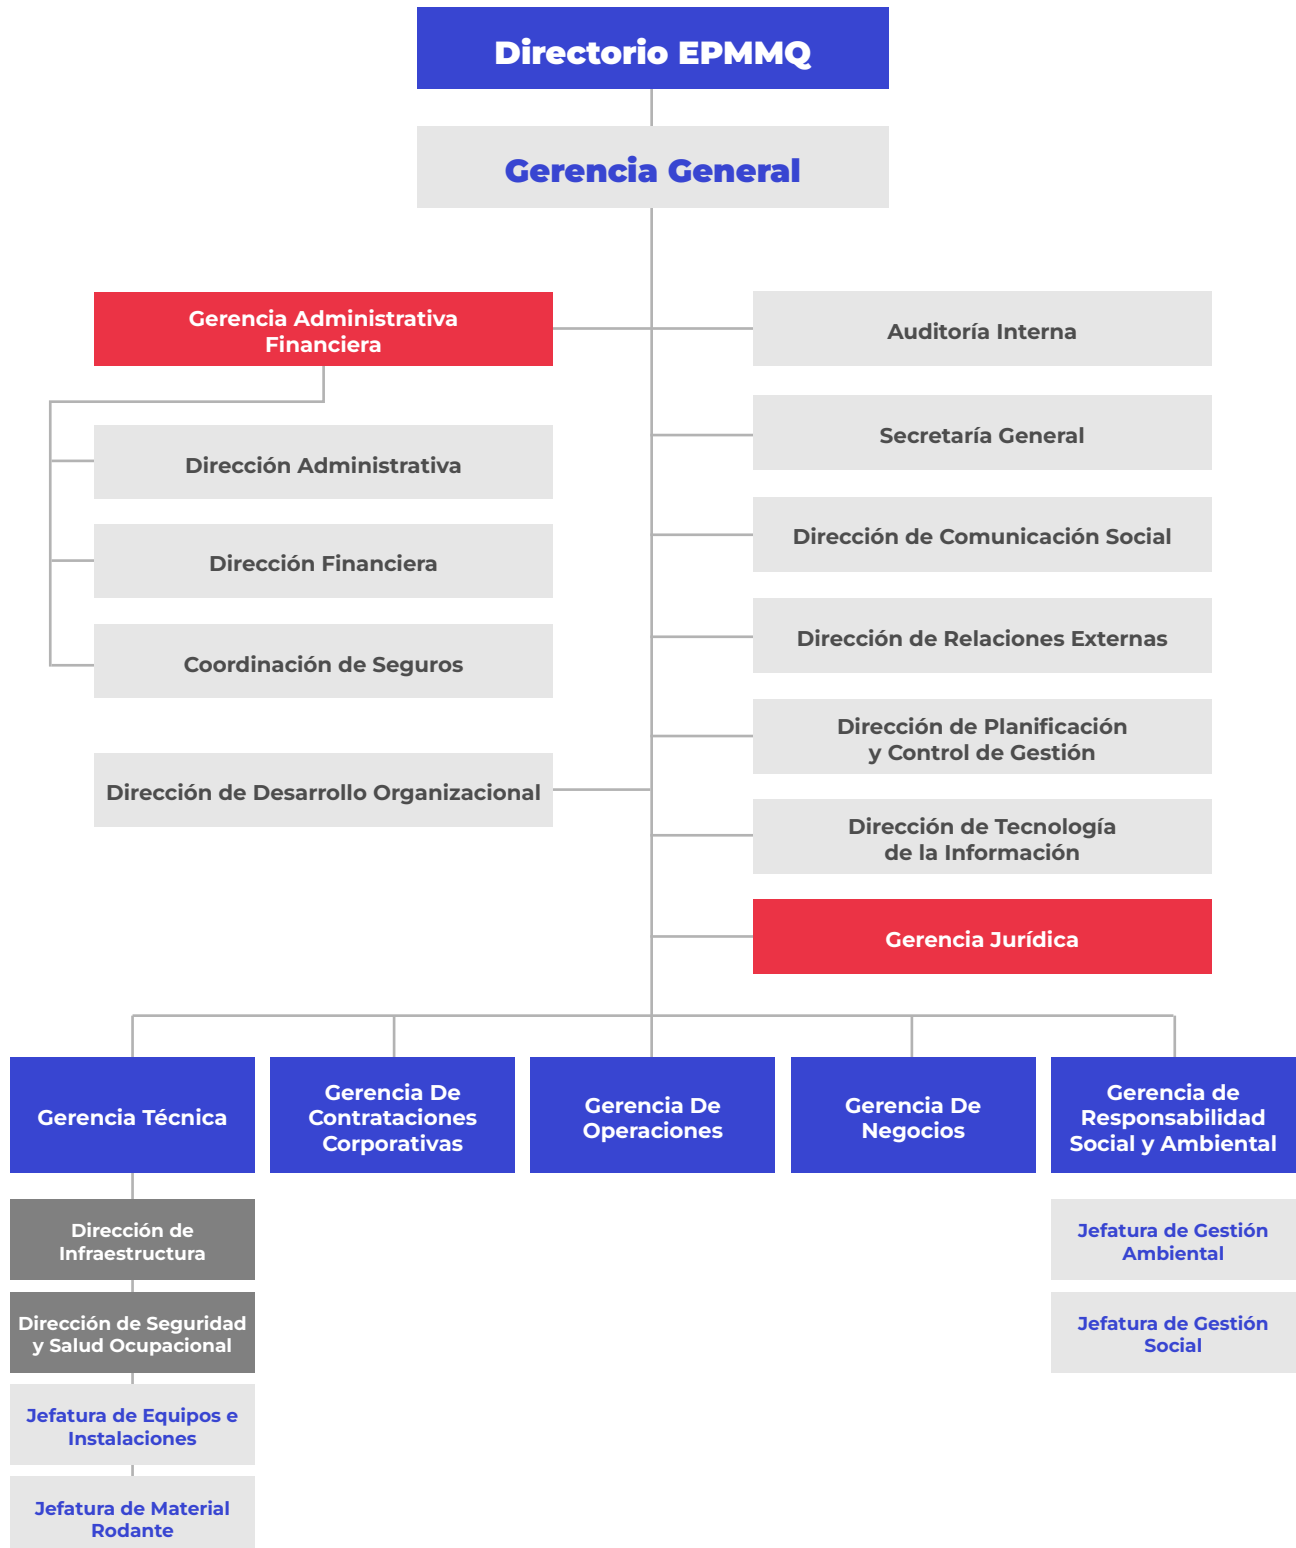 Directorio EPMMQ
Gerencia General
Gerencia Administrativa
Financiera
Dirección Administrativa
Dirección Financiera
Coordinación de Seguros
Dirección de Desarrollo Organizacional
Auditoría Interna
Secretaría General
Dirección de Comunicación Social
Dirección de Relaciones Externas
Dirección de Planificación
y Control de Gestión
Dirección de Tecnología
de la Información
Gerencia Jurídica
Gerencia Técnica
Dirección de
Infraestructura
Dirección de Seguridad
y Salud Ocupacional
Jefatura de Equipos e
Instalaciones
Jefatura de Material
Rodante
Gerencia De
Contrataciones
Corporativas
Gerencia De
Operaciones
Gerencia De
Negocios
Gerencia de
Responsabilidad
Social y Ambiental
Jefatura de Gestión
Ambiental
Jefatura de Gestión
Social